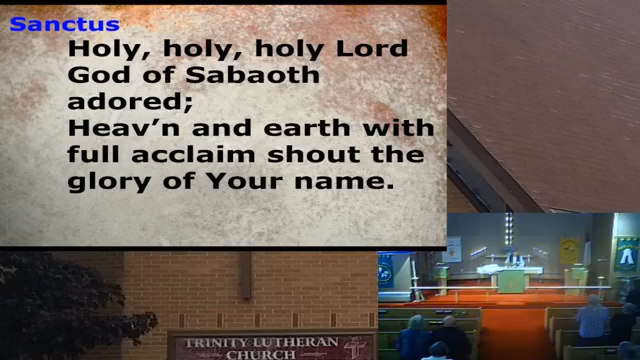 Sanctus
Holy, holy, holy Lord
God of Sabaoth
adored;
Heav’n and earth with
full acclaim shout the
glory of Your name.
TRINITY LUTHERAN
CHURCH